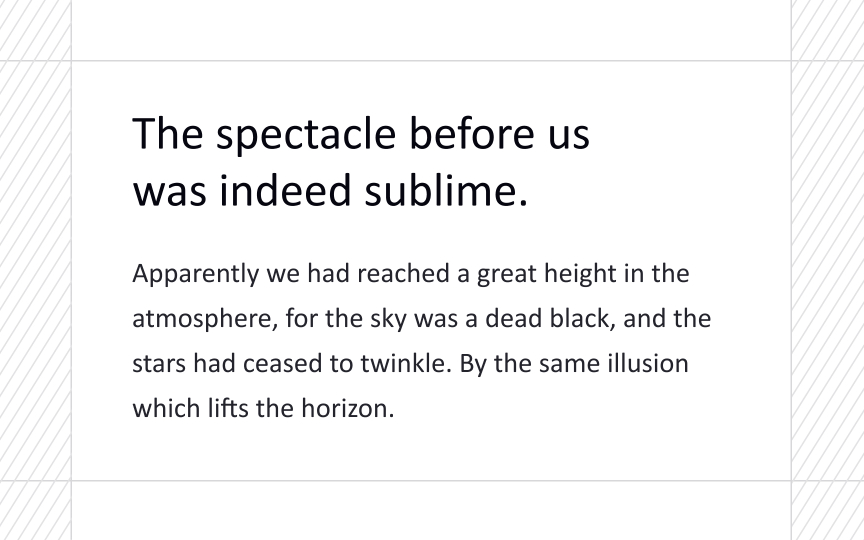 The spectacle before us
was indeed sublime.
Apparently we had reached a great height in the
atmosphere, for the sky was a dead black, and the
stars had ceased to twinkle. By the same illusion
which lifts the horizon.